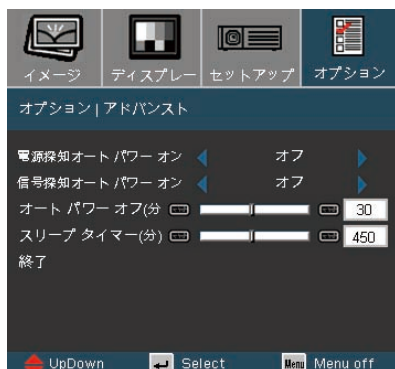 イメージ ディスプレー セットアップ オプション
オプション | アドバンスト
電源探知オート パワー オン オフ
信号探知オート パワー オン オフ
オート パワー オフ(分 30
スリープ タイマー(分) 450
終了
UpDown Select Menu Menu off